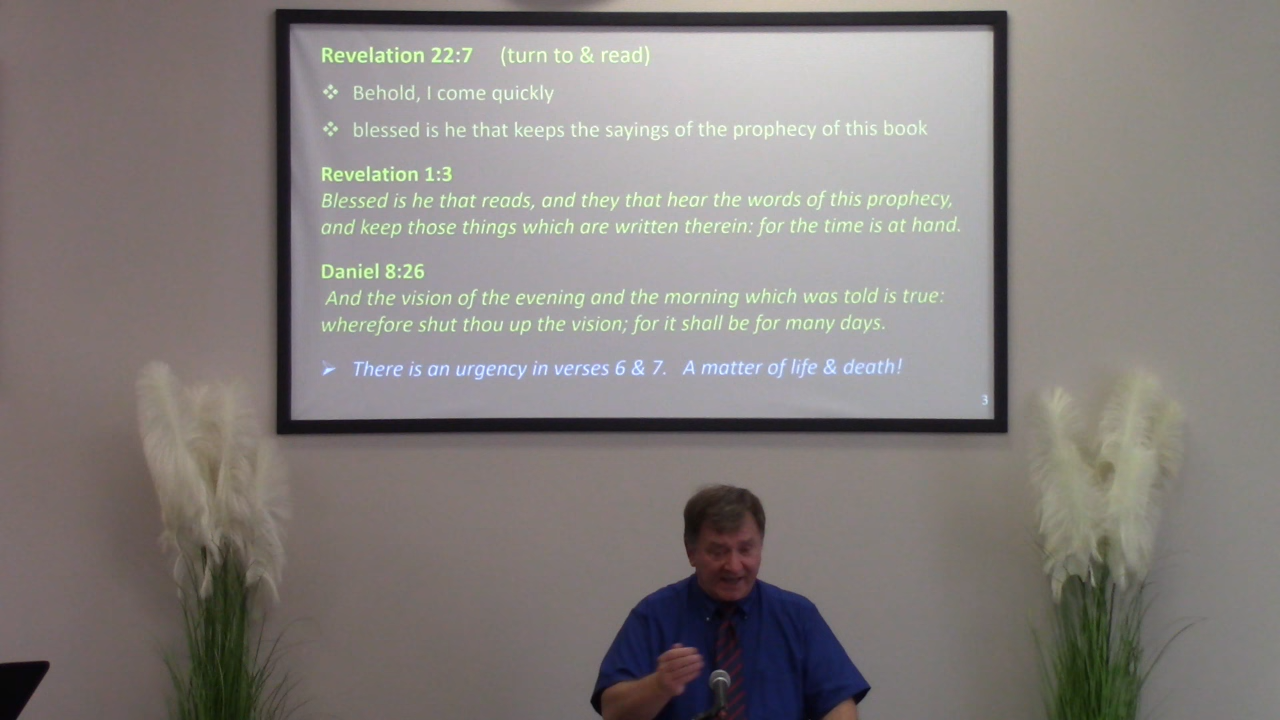 Revelation 22:7 (turn to & read)
❖ Behold, I come quickly
❖ blessed is he that keeps the sayings of the prophecy of this book
Revelation 1:3
Blessed is he that reads, and they that hear the words of this prophecy,
and keep those things which are written therein: for the time is at hand.
Daniel 8:26
And the vision of the evening and the morning which was told is true:
wherefore shut thou up the vision; for it shall be for many days.
➢ There is an urgency in verses 6 & 7. A matter of life & death!
3